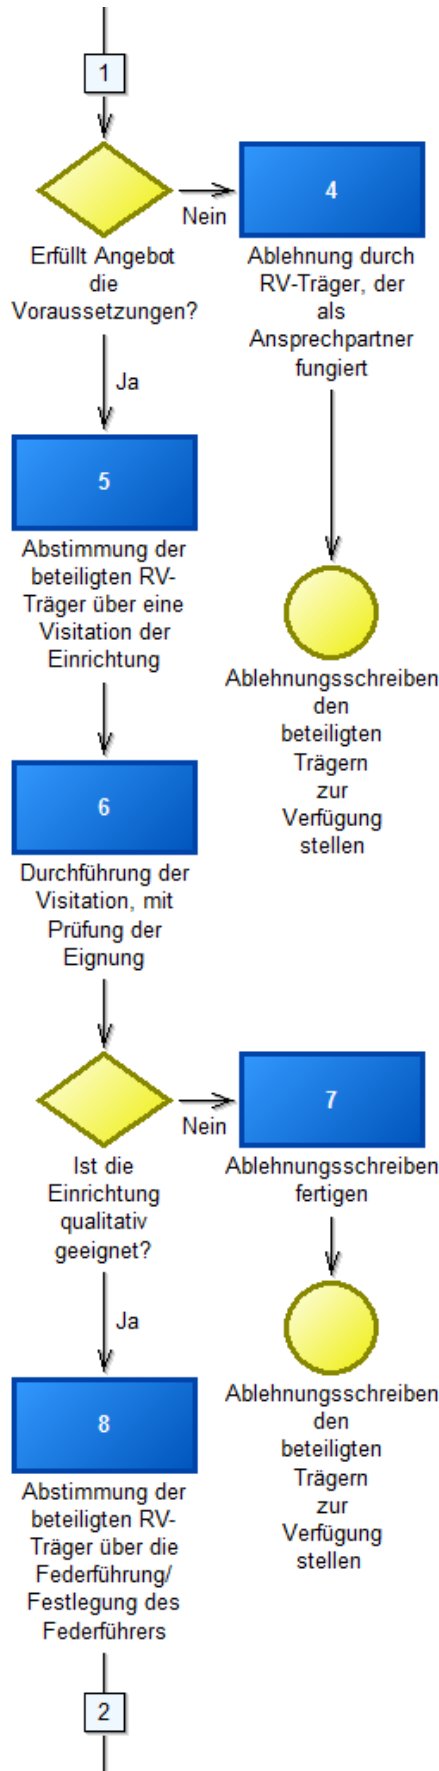 1
Erfüllt Angebot
die
Voraussetzungen?
Nein
4
Ablehnung durch
RV-Träger, der
als
Ansprechpartner
fungiert
Ja
5
Abstimmung der
beteiligten RV-
Träger über eine
Visitation der
Einrichtung
Ablehnungsschreiben
den
beteiligten
Trägern
zur
Verfügung
stellen
6
Durchführung der
Visitation, mit
Prüfung der
Eignung
Ist die
Einrichtung
qualitativ
geeignet?
Nein
7
Ablehnungsschreiben
fertigen
Ja
Ablehnungsschreiben
den
beteiligten
Trägern
zur
Verfügung
stellen
8
Abstimmung der
beteiligten RV-
Träger über die
Federführung/
Festlegung des
Federführers
2